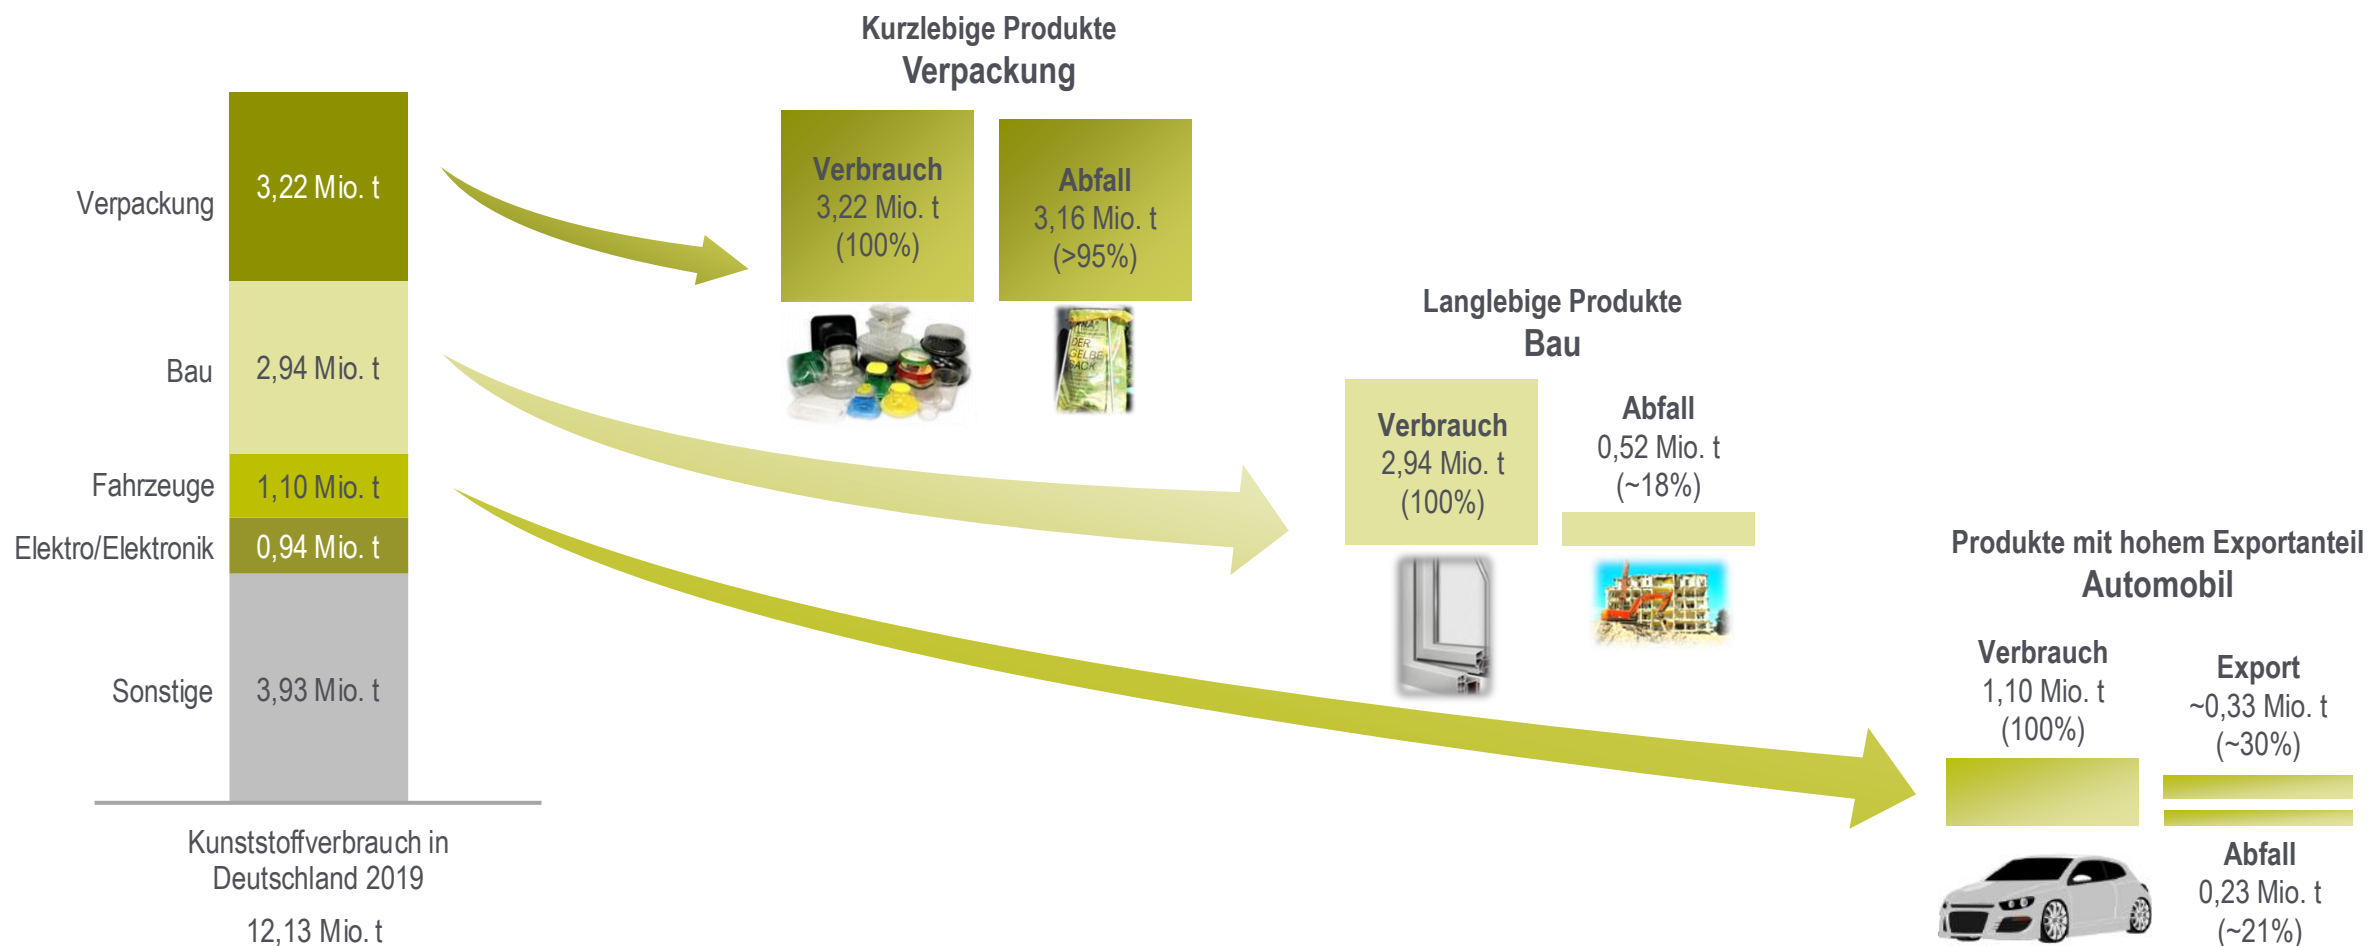 Kurzlebige Produkte
Verpackung
Verpackung
3,22 Mio. t
Bau
2,94 Mio. t
Fahrzeuge
1,10 Mio. t
Elektro/Elektronik
0,94 Mio. t
Sonstige
3,93 Mio. t
Kunststoffverbrauch in
Deutschland 2019
12,13 Mio. t
Verbrauch
3,22 Mio. t
(100%)
Abfall
3,16 Mio. t
(>95%)
DER
GELBE
SACK
Langlebige Produkte
Bau
Verbrauch
2,94 Mio. t
(100%)
Abfall
0,52 Mio. t
(~18%)
Produkte mit hohem Exportanteil
Automobil
Verbrauch
1,10 Mio. t
(100%)
Export
~0,33 Mio. t
(~30%)
Abfall
0,23 Mio. t
(~21%)